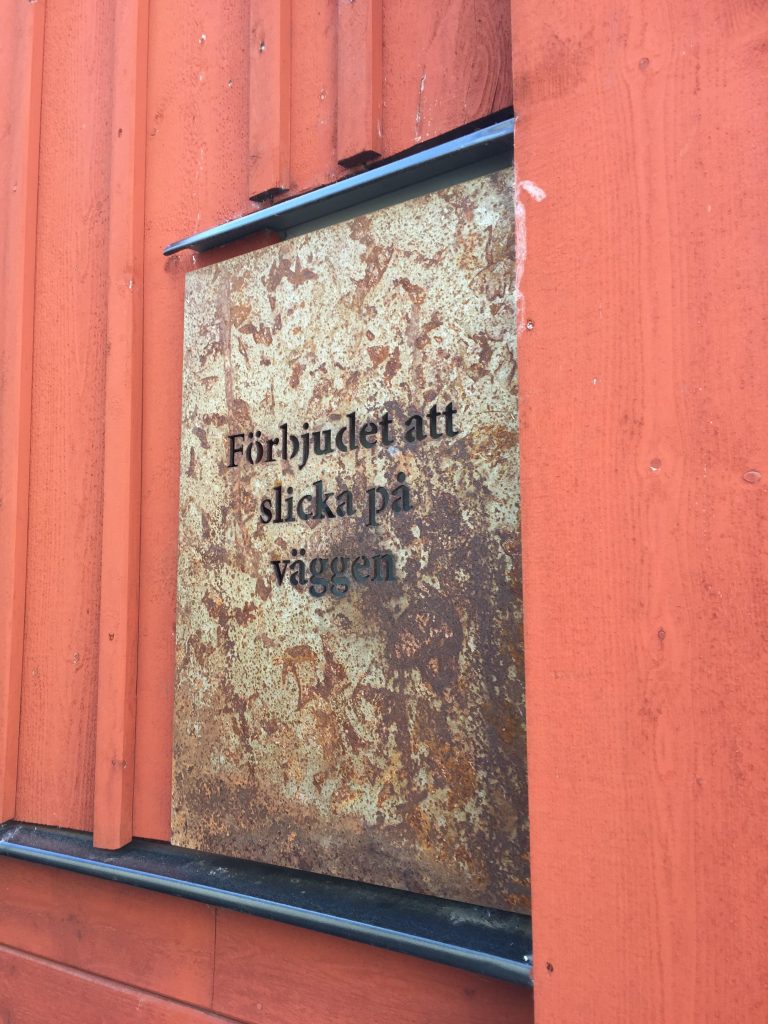 Förbjudet att
slicka på
väggen